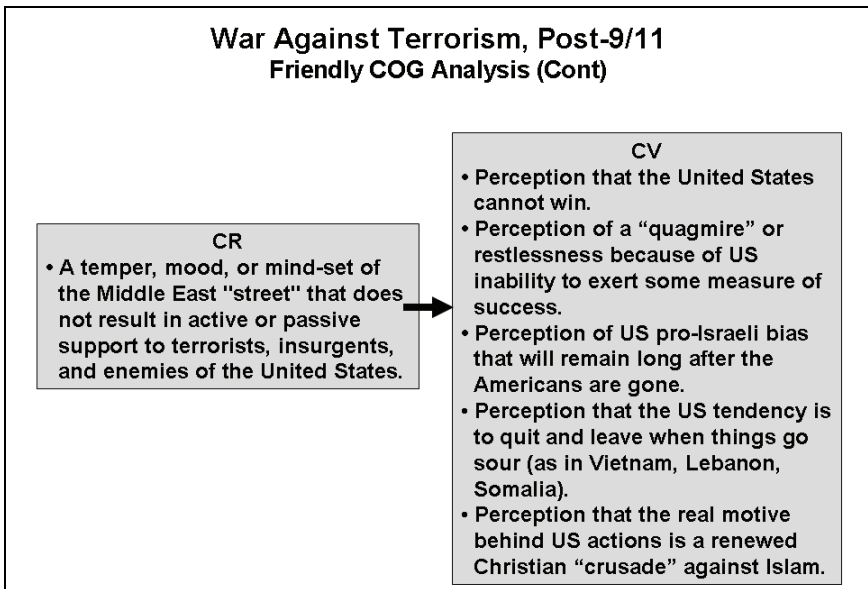 War Against Terrorism, Post-9/11
Friendly COG Analysis (Cont)
CR
• A temper, mood, or mind-set of
the Middle East "street" that does
not result in active or passive
support to terrorists, insurgents,
and enemies of the United States.
CV
• Perception that the United States
cannot win.
• Perception of a “quagmire” or
restlessness because of US
inability to exert some measure of
success.
• Perception of US pro-Israeli bias
that will remain long after the
Americans are gone.
• Perception that the US tendency is
to quit and leave when things go
sour (as in Vietnam, Lebanon,
Somalia).
• Perception that the real motive
behind US actions is a renewed
Christian “crusade” against Islam.